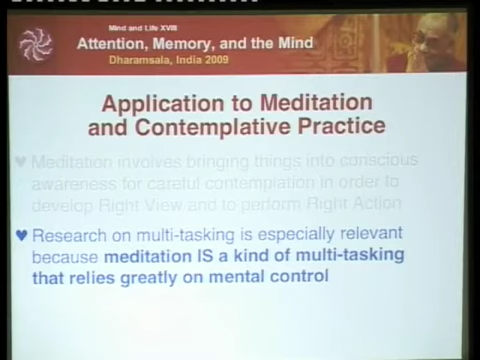 Mind and Life XVIII
Attention, Memory, and the Mind
Dharamsala, India 2009
Application to Meditation
and Contemplative Practice
♥ Meditation involves bringing things into conscious
awareness for careful contemplation in order to
develop Right View and to perform Right Action
♥ Research on multi-tasking is especially relevant
because meditation IS a kind of multi-tasking
that relies greatly on mental control